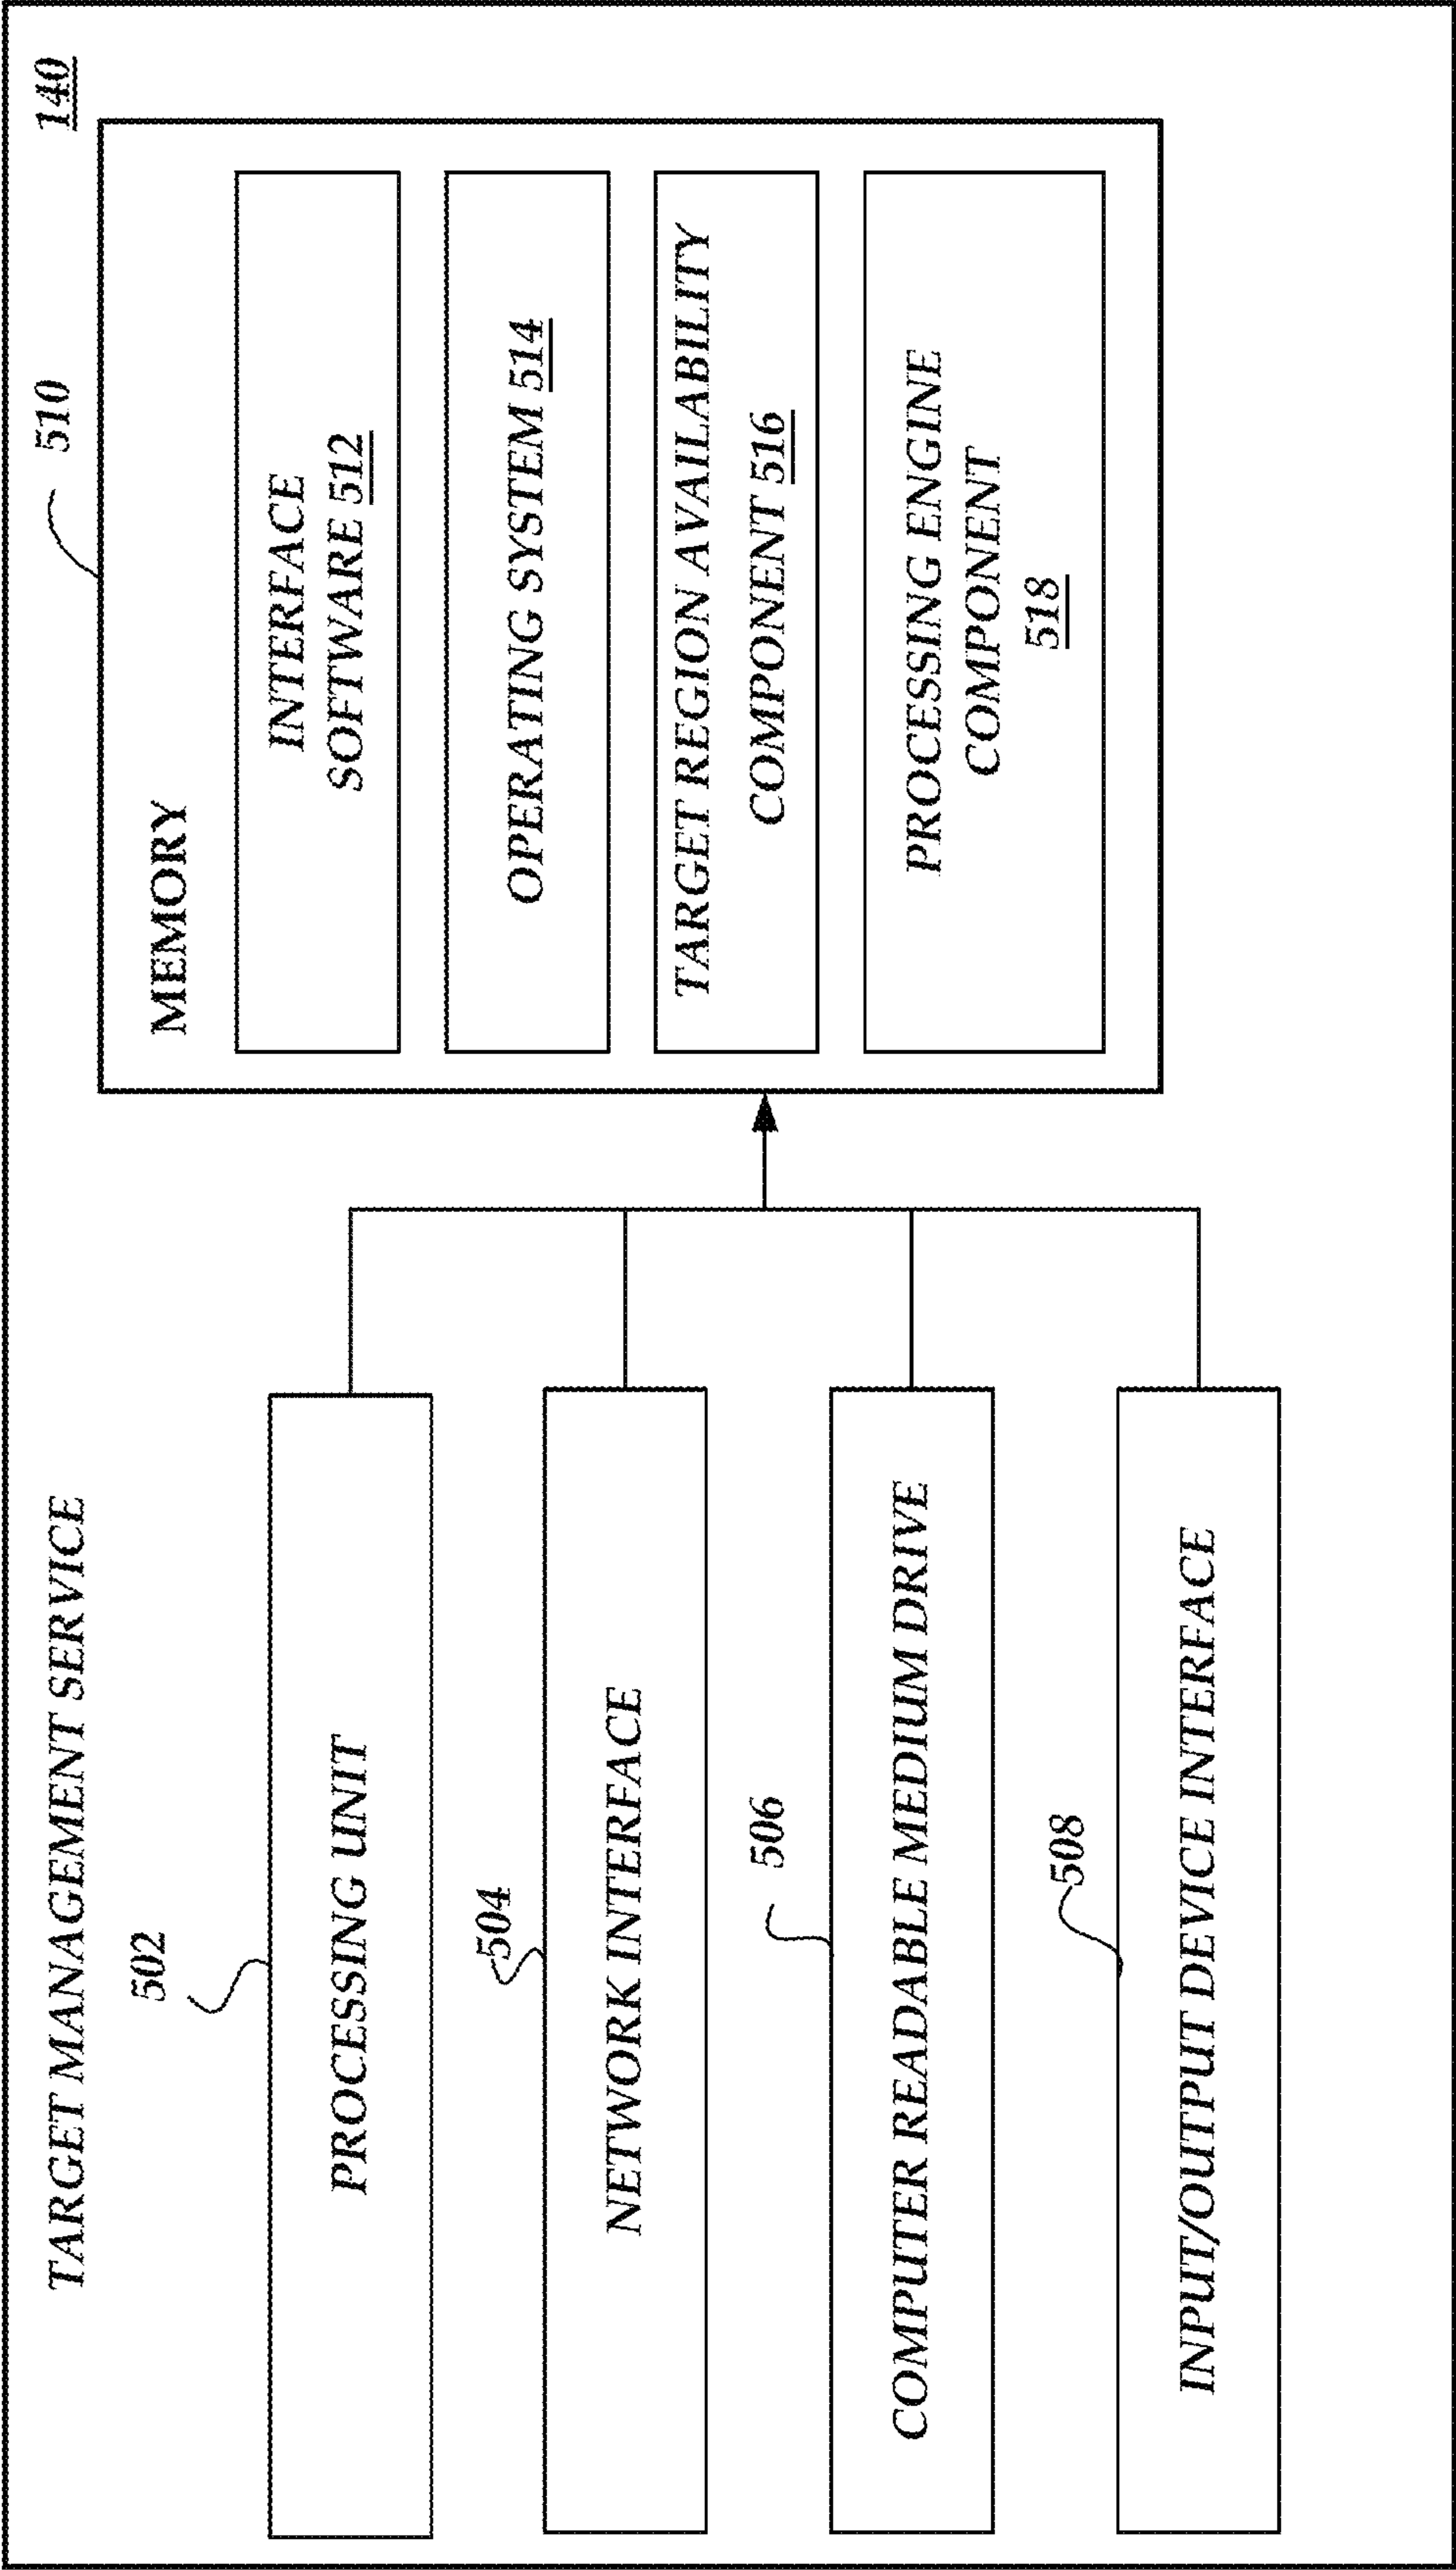 TARGET MANAGEMENT SERVICE
140
502
PROCESSING UNIT
504
NETWORK INTERFACE
506
COMPUTER READABLE MEDIUM DRIVE
508
INPUT/OUTPUT DEVICE INTERFACE
510
MEMORY
INTERFACE
SOFTWARE 512
OPERATING SYSTEM 514
TARGET REGION AVAILABILITY
COMPONENT 516
PROCESSING ENGINE
COMPONENT
518